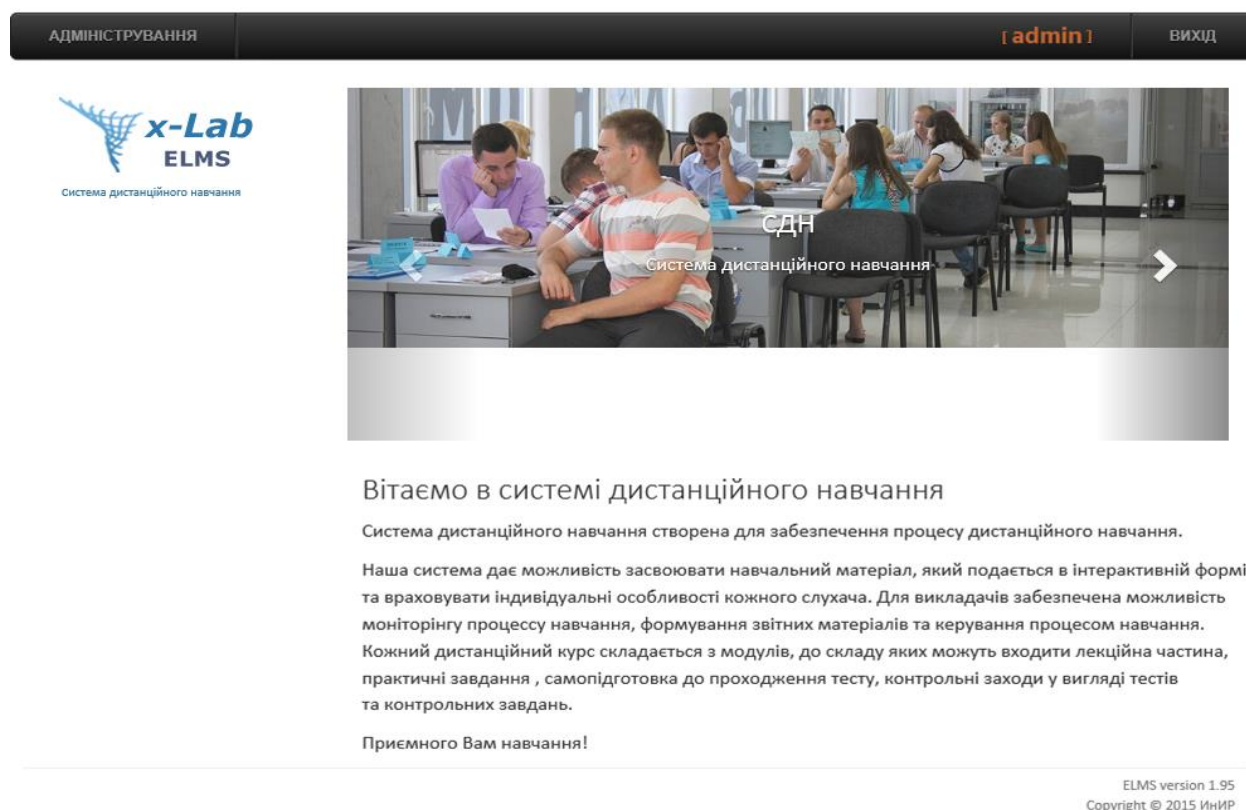 АДМІНІСТРУВАННЯ
[admin]
ВИХІД
x-Lab
ELMS
Система дистанційного навчання
СДН
Система дистанційного навчання
Вітаємо в системі дистанційного навчання
Система дистанційного навчання створена для забезпечення процесу дистанційного навчання.
Наша система дає можливість засвоювати навчальний матеріал, який подається в інтерактивній формі
та враховувати індивідуальні особливості кожного слухача. Для викладачів забезпечена можливість
моніторінгу процессу навчання, формування звітних матеріалів та керування процесом навчання.
Кожний дистанційний курс складається з модулів, до складу яких можуть входити лекційна частина,
практичні завдання , самопідготовка до проходження тесту, контрольні заходи у вигляді тестів
та контрольних завдань.
Приємного Вам навчання!
ELMS version 1.95
Copyright © 2015 ИнИР